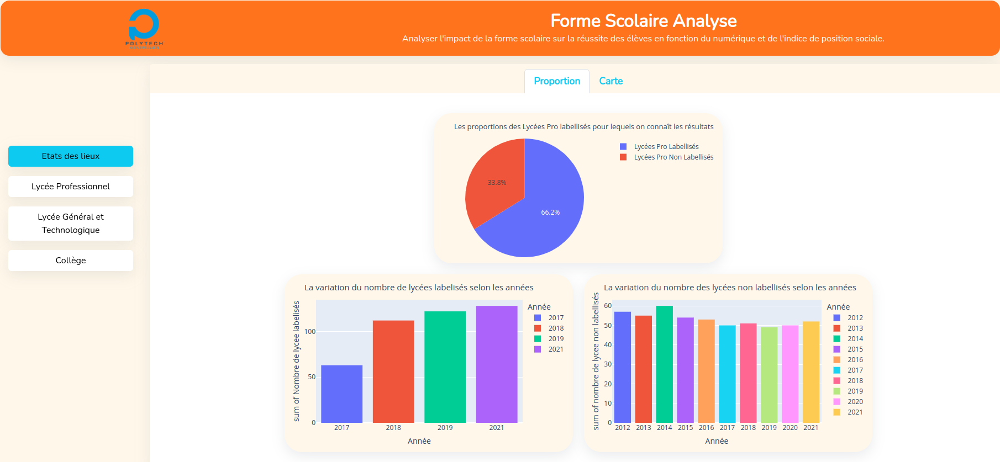 POLYTECH
MONTPELLIER
Forme Scolaire Analyse
Analyser l'impact de la forme scolaire sur la réussite des élèves en fonction du numérique et de l'indice de position sociale.
Proportion
Carte
Etats des lieux
Lycée Professionnel
Lycée Général et
Technologique
Collège
Les proportions des Lycées Pro labellisés pour lequels on connaît les résultats
Lycées Pro Labellisés
Lycées Pro Non Labellisés
33.8%
66.2%
La variation du nombre de lycées labelisés selon les années
sum of Nombre de lycee labelisés
100
50
0
2017 2018 2019 2021
Année
Année
2017
2018
2019
2021
La variation du nombre des lycées non labellisés selon les années
sum of nombre de lycée non labellisés
60
50
40
30
20
10
0
2012 2013 2014 2015 2016 2017 2018 2019 2020 2021
Année
Année
2012
2013
2014
2015
2016
2017
2018
2019
2020
2021